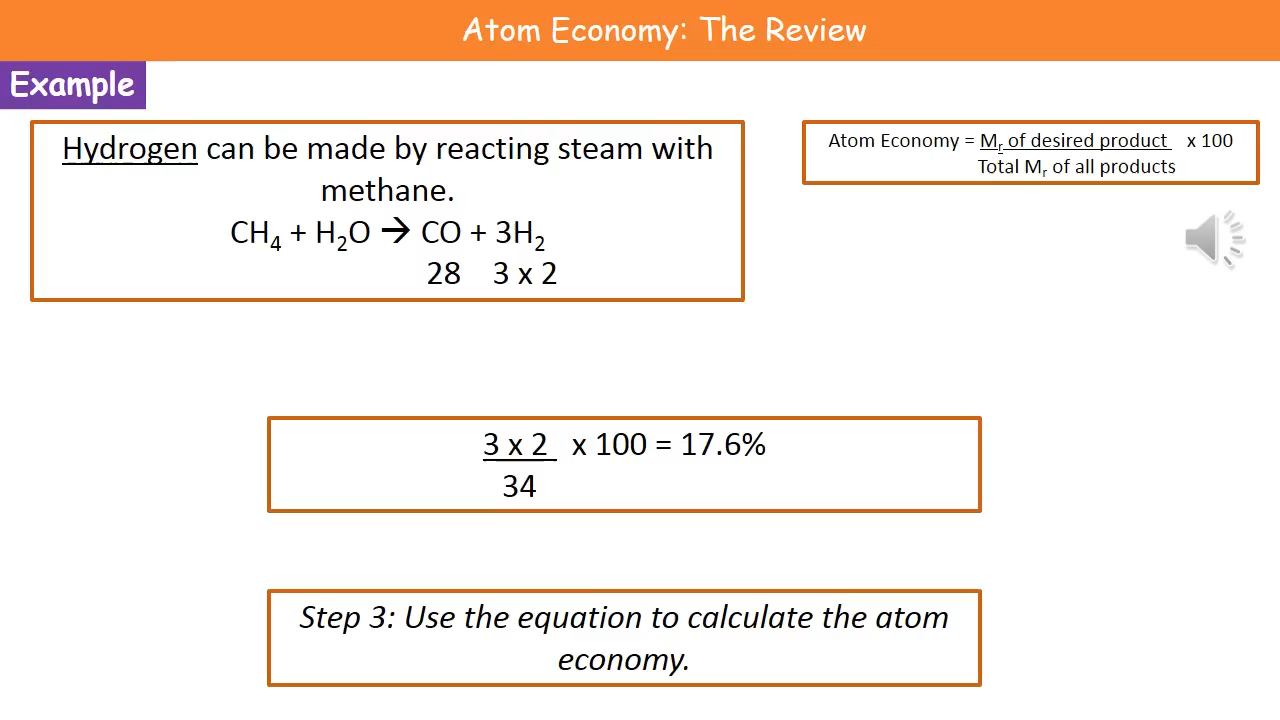 Atom Economy: The Review
Example
Hydrogen can be made by reacting steam with
methane.
CH₄ + H₂O → CO + 3H₂
28 3 x 2
Atom Economy = Mᵣ of desired product x 100
Total Mᵣ of all products
3 x 2 x 100 = 17.6%
34
Step 3: Use the equation to calculate the atom
economy.